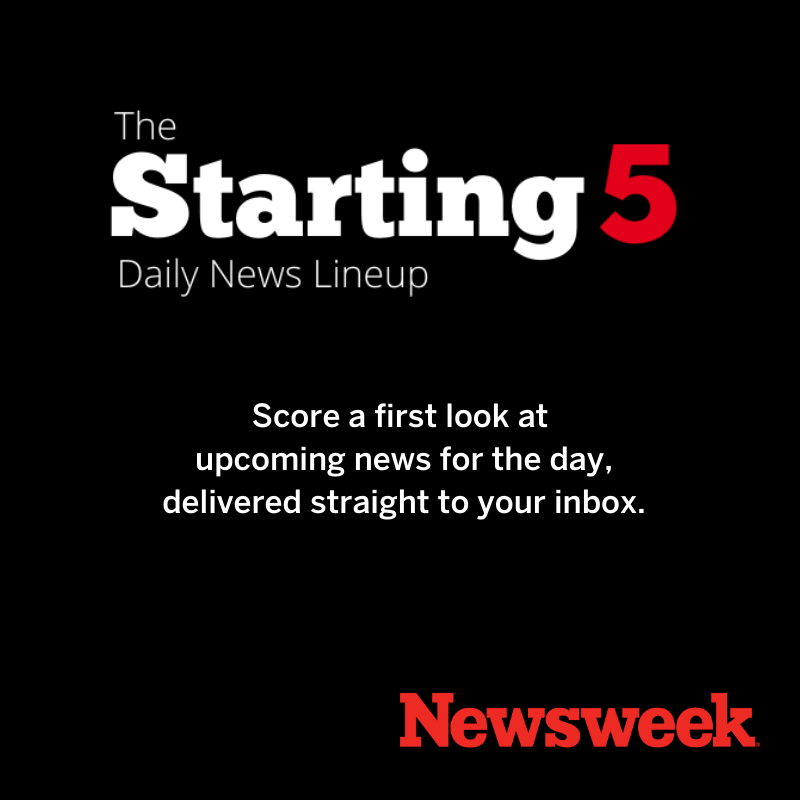 The
Starting 5
Daily News Lineup
Score a first look at
upcoming news for the day,
delivered straight to your inbox.
Newsweek